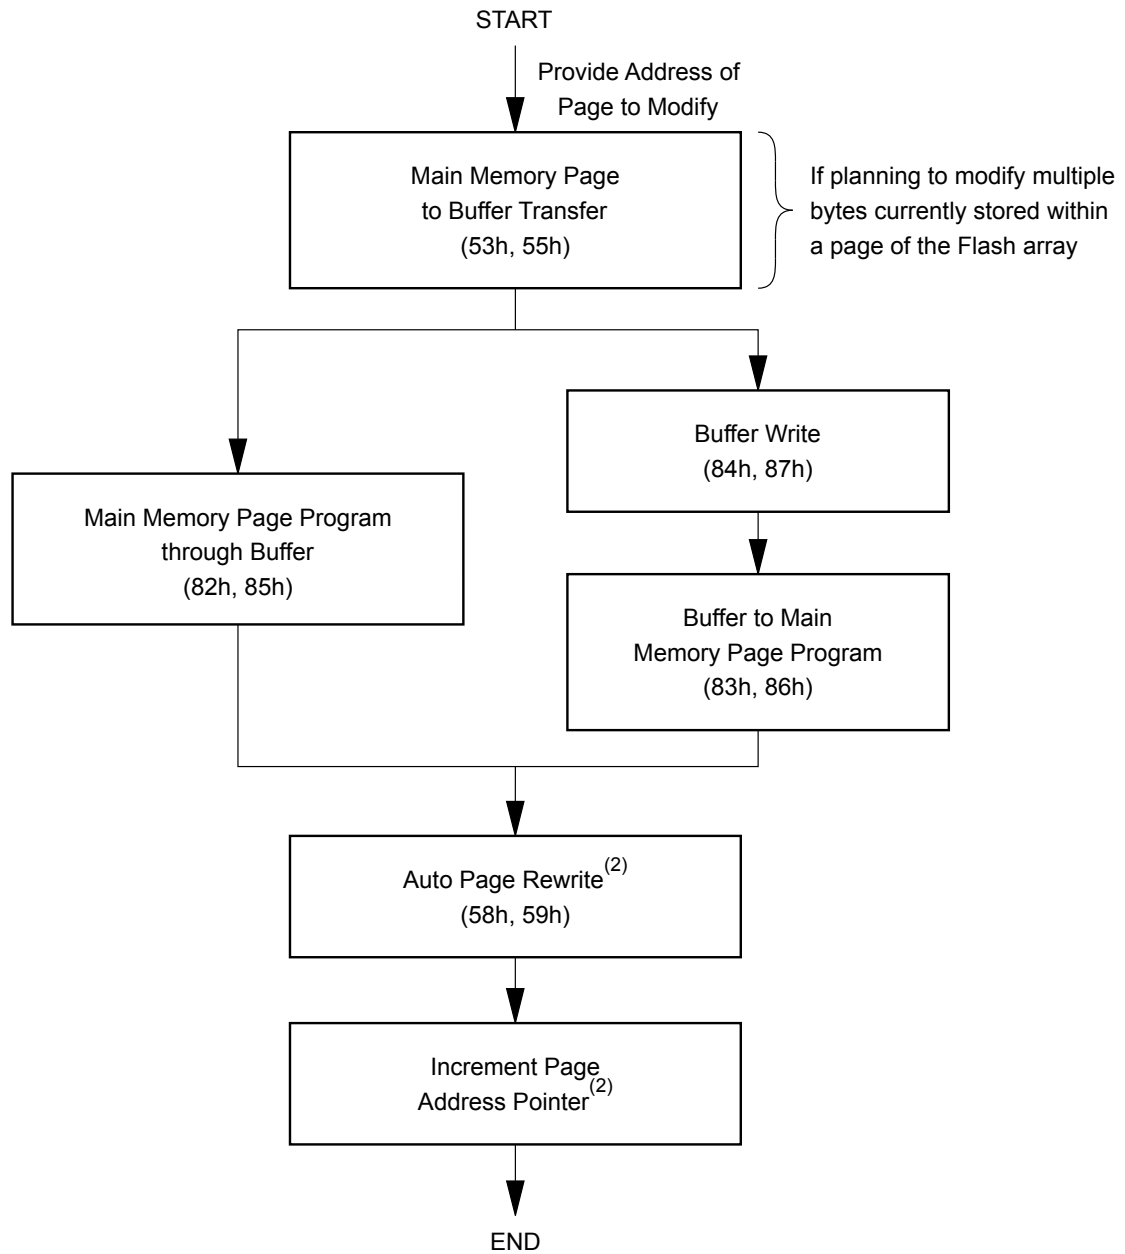 START
Provide Address of
Page to Modify
Main Memory Page
to Buffer Transfer
(53h, 55h)
If planning to modify multiple
bytes currently stored within
a page of the Flash array
Main Memory Page Program
through Buffer
(82h, 85h)
Buffer Write
(84h, 87h)
Buffer to Main
Memory Page Program
(83h, 86h)
Auto Page Rewrite(2)
(58h, 59h)
Increment Page
Address Pointer(2)
END